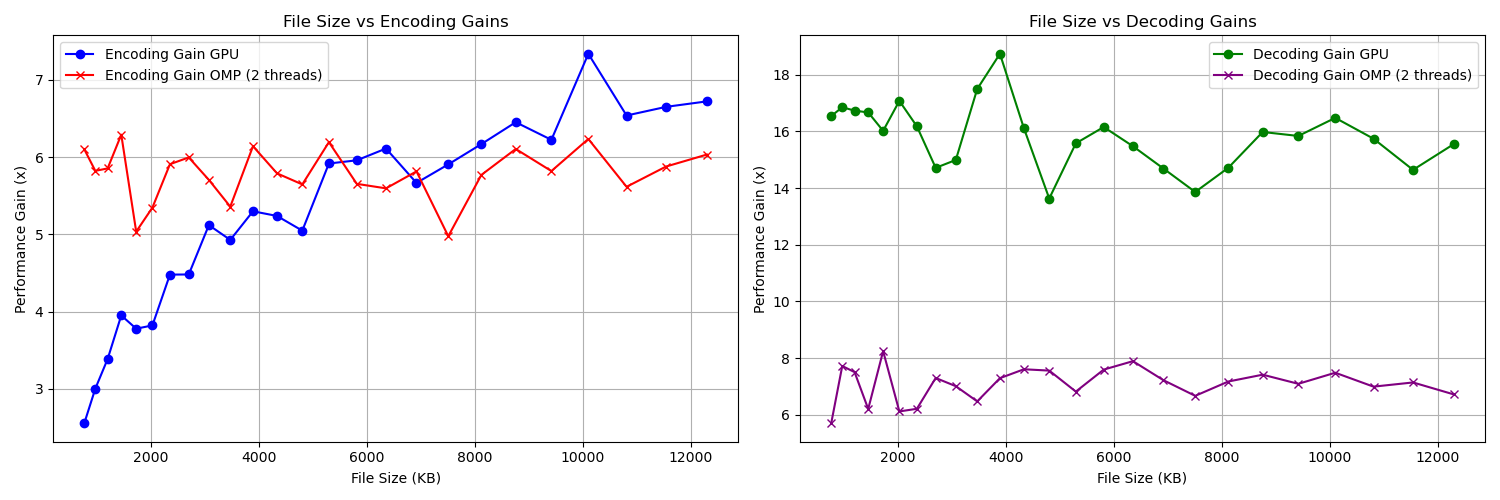 File Size vs Encoding Gains
Encoding Gain GPU
Encoding Gain OMP (2 threads)
Performance Gain (x)
7
6
5
4
3
2000
4000
6000
8000
10000
12000
File Size (KB)
File Size vs Decoding Gains
Decoding Gain GPU
Decoding Gain OMP (2 threads)
Performance Gain (x)
18
16
14
12
10
8
6
2000
4000
6000
8000
10000
12000
File Size (KB)